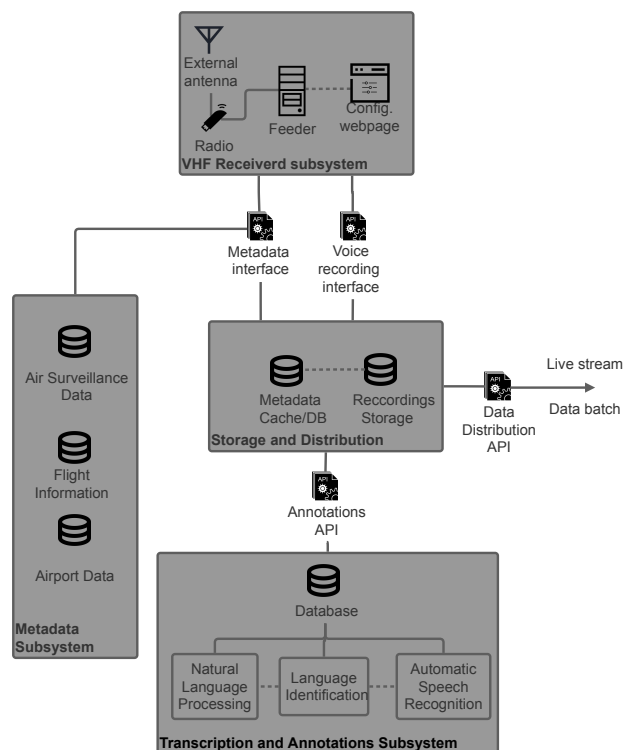 External
antenna
Radio
Feeder
Config.
webpage
VHF Receiverd subsystem
API
Metadata
interface
API
Voice
recording
interface
Air Surveillance
Data
Flight
Information
Airport Data
Metadata
Subsystem
Metadata
Cache/DB
Reccordings
Storage
Storage and Distribution
API
Data
Distribution
API
Live stream
Data batch
API
Annotations
API
Database
Natural
Language
Processing
Language
Identification
Automatic
Speech
Recognition
Transcription and Annotations Subsystem